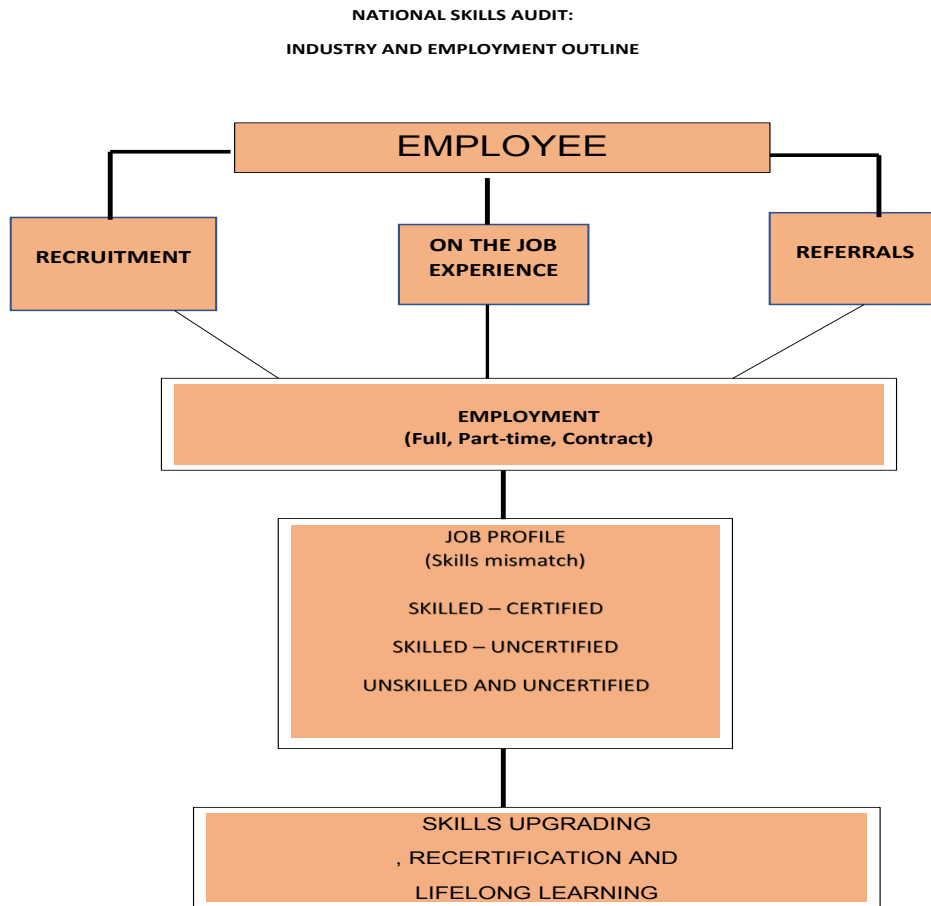 NATIONAL SKILLS AUDIT:
INDUSTRY AND EMPLOYMENT OUTLINE
EMPLOYEE
RECRUITMENT
ON THE JOB
EXPERIENCE
REFERRALS
EMPLOYMENT
(Full, Part-time, Contract)
JOB PROFILE
(Skills mismatch)
SKILLED – CERTIFIED
SKILLED – UNCERTIFIED
UNSKILLED AND UNCERTIFIED
SKILLS UPGRADING
, RECERTIFICATION AND
LIFELONG LEARNING